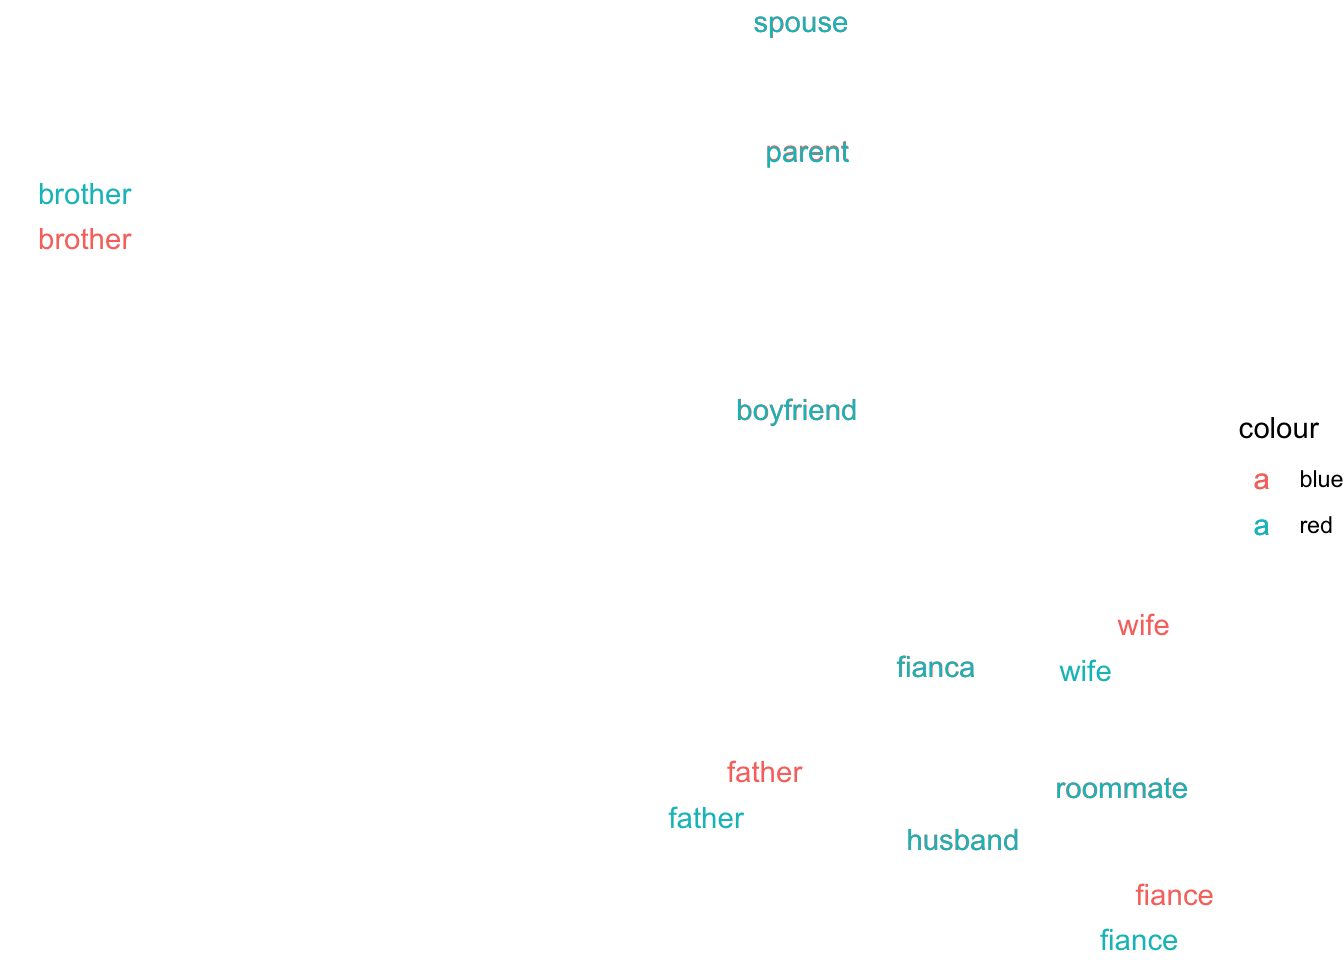 spouse
parent
brother
brother
boyfriend
colour
a blue
a red
wife
fianca
wife
father
roommate
father
husband
fiance
fiance